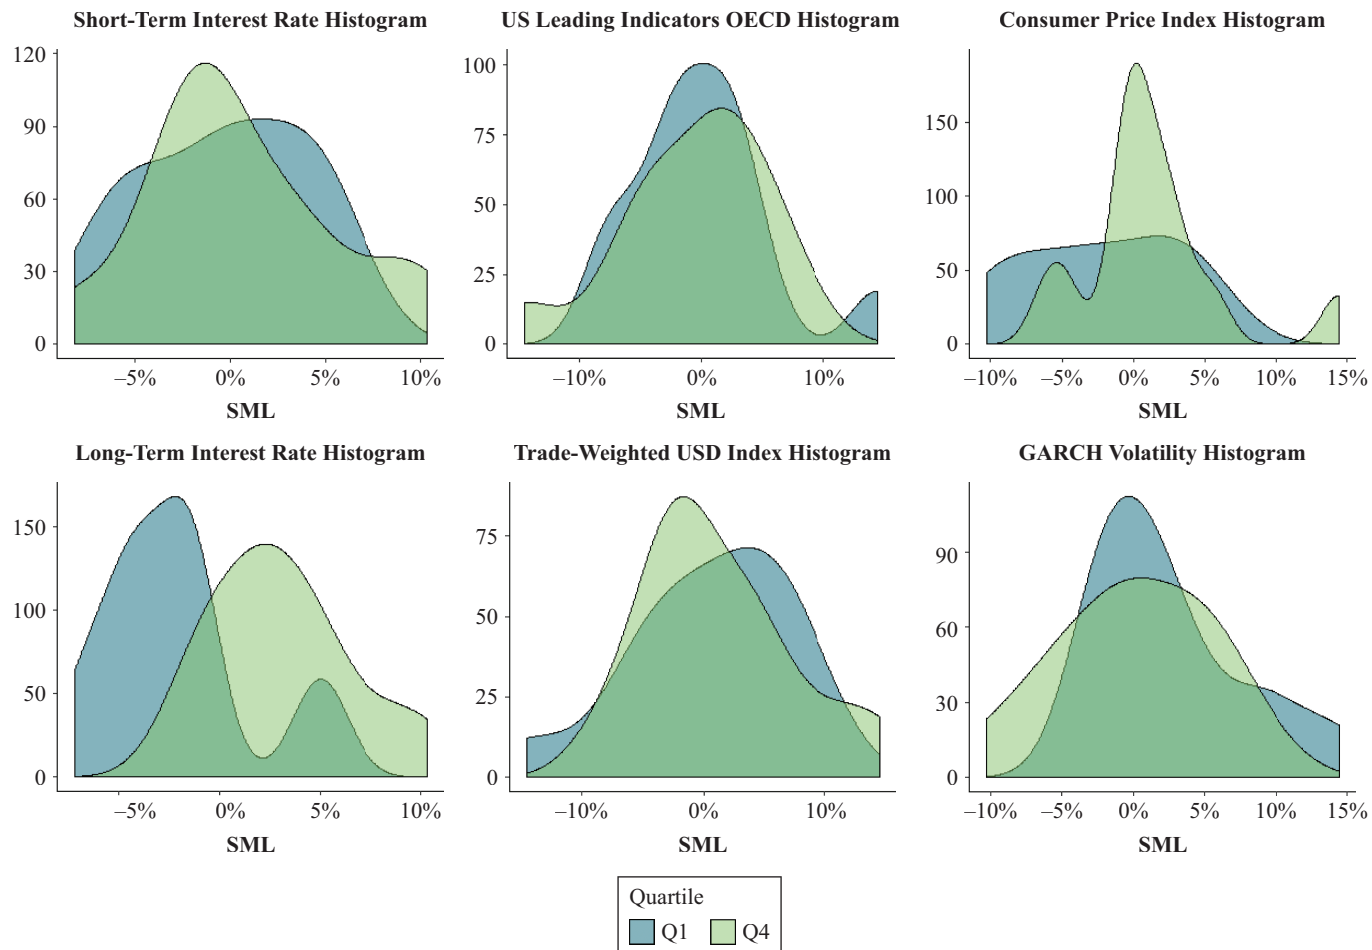 Short-Term Interest Rate Histogram
120
90
60
30
0
–5% 0% 5% 10%
SML
US Leading Indicators OECD Histogram
100
75
50
25
0
–10% 0% 10%
SML
Consumer Price Index Histogram
150
100
50
0
–10% –5% 0% 5% 10% 15%
SML
Long-Term Interest Rate Histogram
150
100
50
0
–5% 0% 5% 10%
SML
Trade-Weighted USD Index Histogram
75
50
25
0
–10% 0% 10%
SML
GARCH Volatility Histogram
90
60
30
0
–10% –5% 0% 5% 10% 15%
SML
Quartile
Q1 Q4